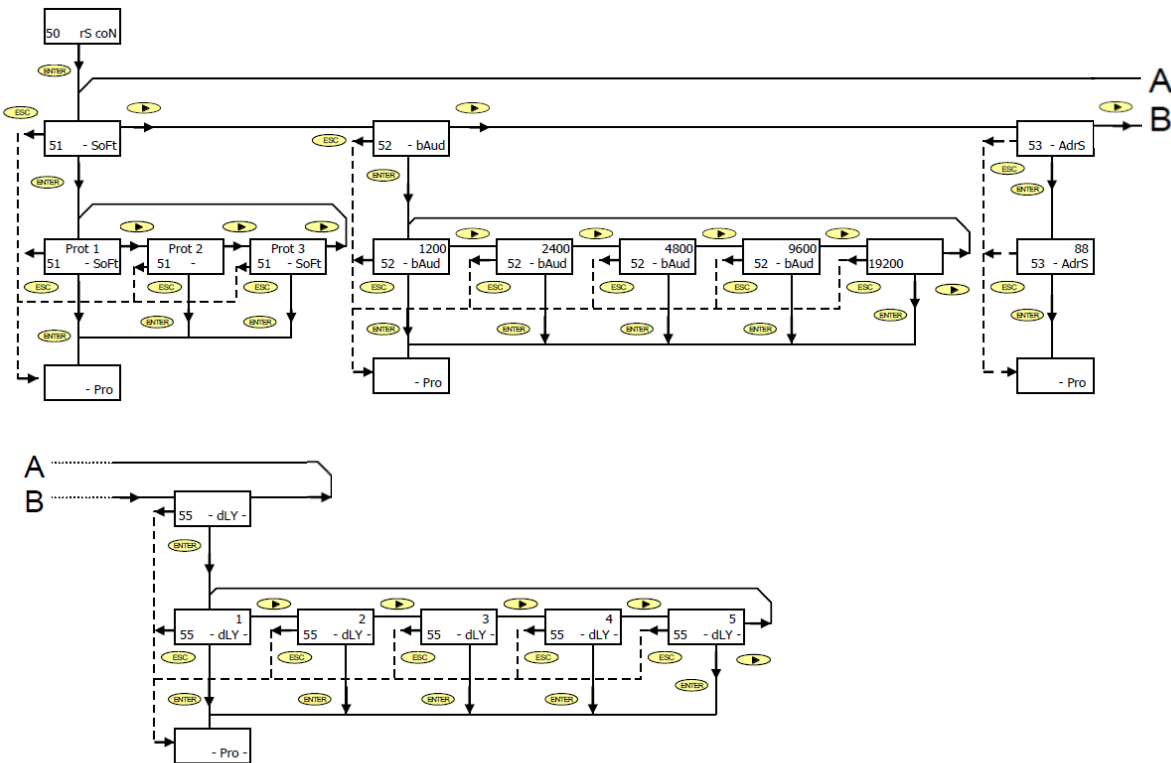 50 rS coN
ENTER
A
ESC
B
51 - SoFt
ESC
52 - bAud
53 - AdrS
ESC
ENTER
ENTER
ENTER
Prot 1
51 - SoFt
Prot 2
51 -
Prot 3
51 - SoFt
1200
52 - bAud
2400
52 - bAud
4800
52 - bAud
9600
52 - bAud
19200
88
53 - AdrS
ESC
ESC
ESC
ESC
ESC
ESC
ESC
ESC
ESC
ENTER
ENTER
ENTER
ENTER
ENTER
ENTER
ENTER
ENTER
ENTER
- Pro
- Pro
- Pro
A
B
55 - dLY -
ENTER
1
55 - dLY -
2
55 - dLY -
3
55 - dLY -
4
55 - dLY -
5
55 - dLY -
ESC
ESC
ESC
ESC
ESC
ENTER
ENTER
ENTER
ENTER
ENTER
- Pro -